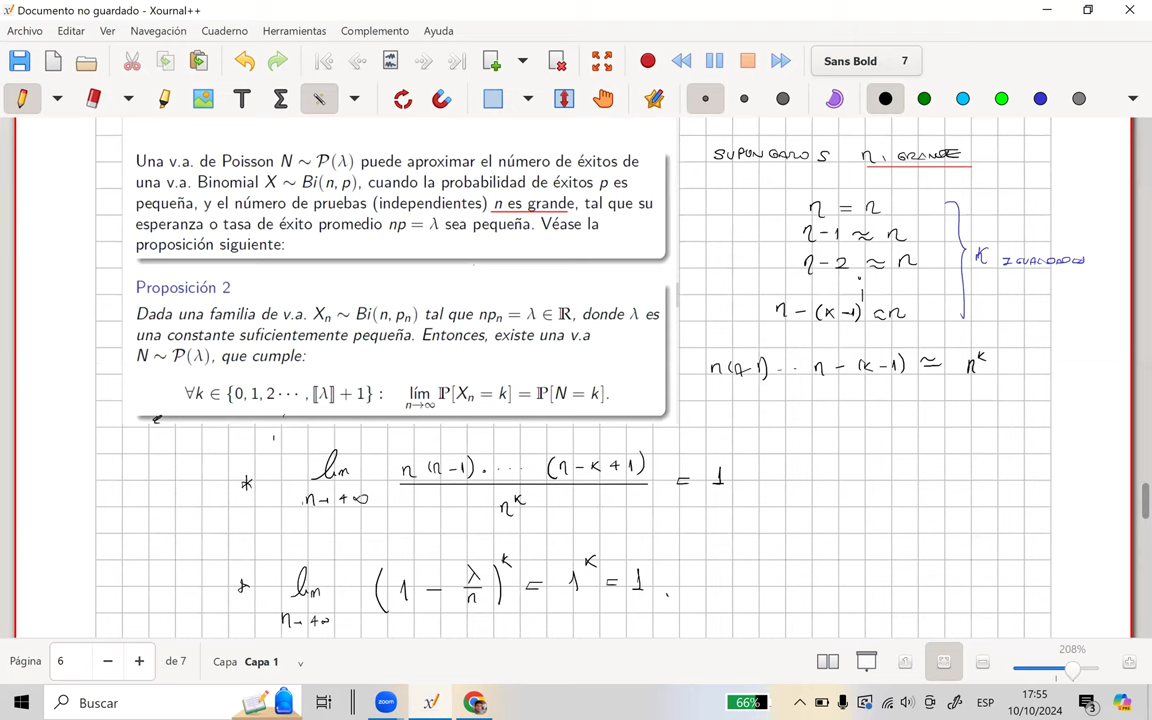 Documento no guardado - Xournal++
Archivo Editar Ver Navegación Cuaderno Herramientas Complemento Ayuda
Sans Bold 7
Una v.a. de Poisson N ∼ P(λ) puede aproximar el número de éxitos de
una v.a. Binomial X ∼ Bi(n, p), cuando la probabilidad de éxitos p es
pequeña, y el número de pruebas (independientes) n es grande, tal que su
esperanza o tasa de éxito promedio np = λ sea pequeña. Véase la
proposición siguiente:
Proposición 2
Dada una familia de v.a. Xₙ ∼ Bi(n, pₙ) tal que npₙ = λ ∈ ℝ, donde λ es
una constante suficientemente pequeña. Entonces, existe una v.a
N ∼ P(λ), que cumple:
∀k ∈ {0, 1, 2 · · · , ⟦λ⟧ + 1} : lím n→∞ ℙ[Xₙ = k] = ℙ[N = k].
SUPONGAMOS n, GRANDE
n = n
n-1 ≈ n
n-2 ≈ n
n - (k-1) ≈ n
K IGUALDADES
n(n-1) ... n - (k-1) ≃ n^k
* lim n→+∞ n(n-1). ... (n-k+1) / n^k = 1
* lim n→+∞ (1 - λ/n)^k = 1^k = 1.
Página 6 de 7 Capa Capa 1
208%
Buscar
zoom
66%
ESP
17:55
10/10/2024
3